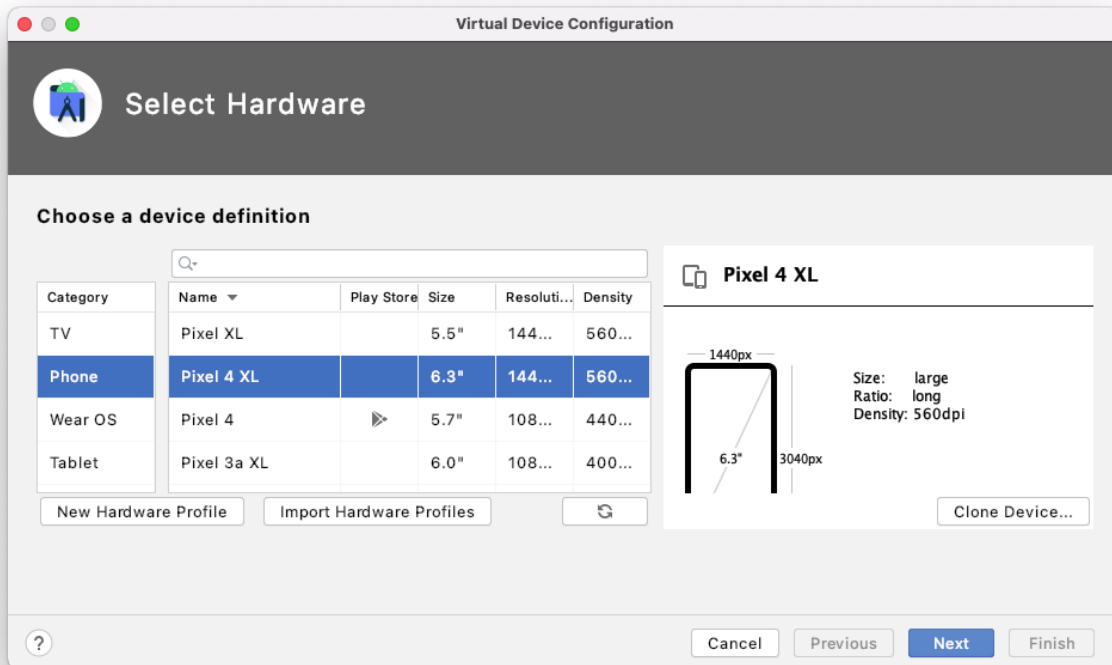 Virtual Device Configuration
Select Hardware
Choose a device definition
Category
TV
Phone
Wear OS
Tablet
Name Play Store Size Resoluti... Density
Pixel XL 5.5" 144... 560...
Pixel 4 XL 6.3" 144... 560...
Pixel 4 5.7" 108... 440...
Pixel 3a XL 6.0" 108... 400...
New Hardware Profile Import Hardware Profiles
Pixel 4 XL
1440px
6.3" 3040px
Size: large
Ratio: long
Density: 560dpi
Clone Device...
? Cancel Previous Next Finish